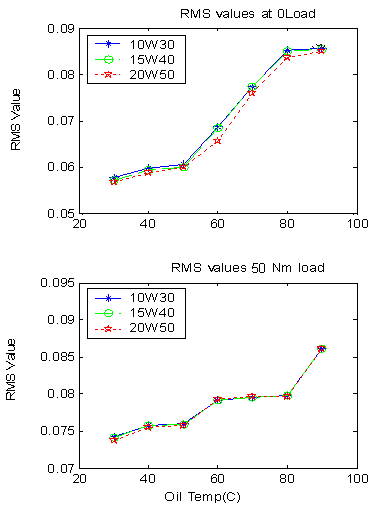 RMS values at 0Load
0.09
0.08
0.07
0.06
0.05
RMS Value
10W30
15W40
20W50
20
40
60
80
100
RMS values 50 Nm load
0.095
0.09
0.085
0.08
0.075
0.07
RMS Value
10W30
15W40
20W50
20
40
60
80
100
Oil Temp(C)